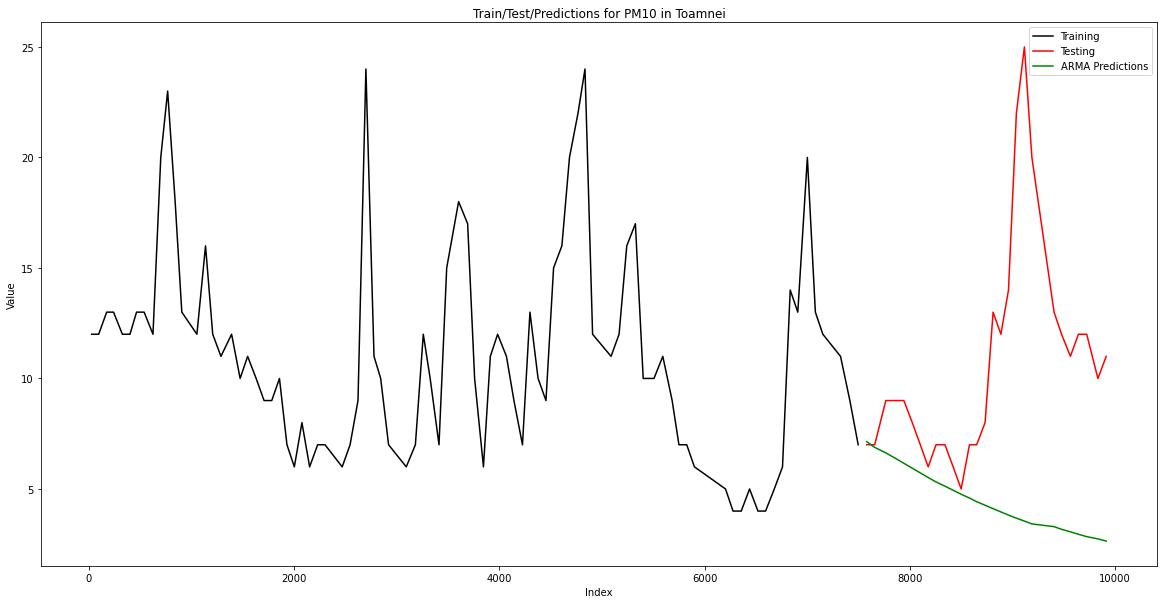 Train/Test/Predictions for PM10 in Toamnei
Training
Testing
ARMA Predictions
25
20
15
10
5
Value
0
2000
4000
6000
8000
10000
Index